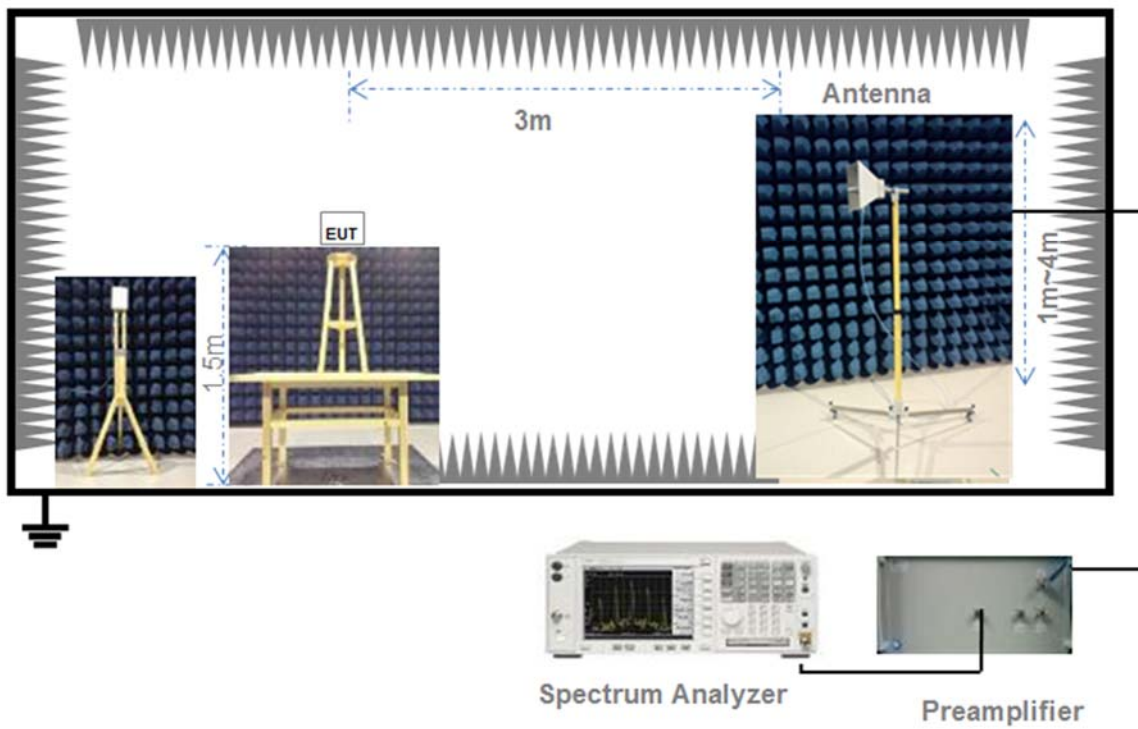 Antenna
3m
EUT
1.5m
1m~4m
Spectrum Analyzer
Preamplifier